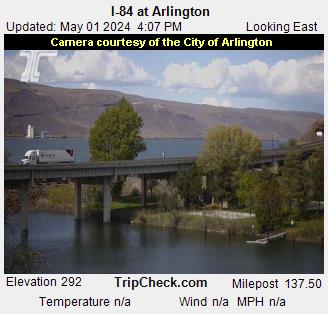 I-84 at Arlington
Updated: May 01 2024 4:07 PM Looking East
Camera courtesy of the City of Arlington
Elevation 292 TripCheck.com Milepost 137.50
Temperature n/a Wind n/a MPH n/a